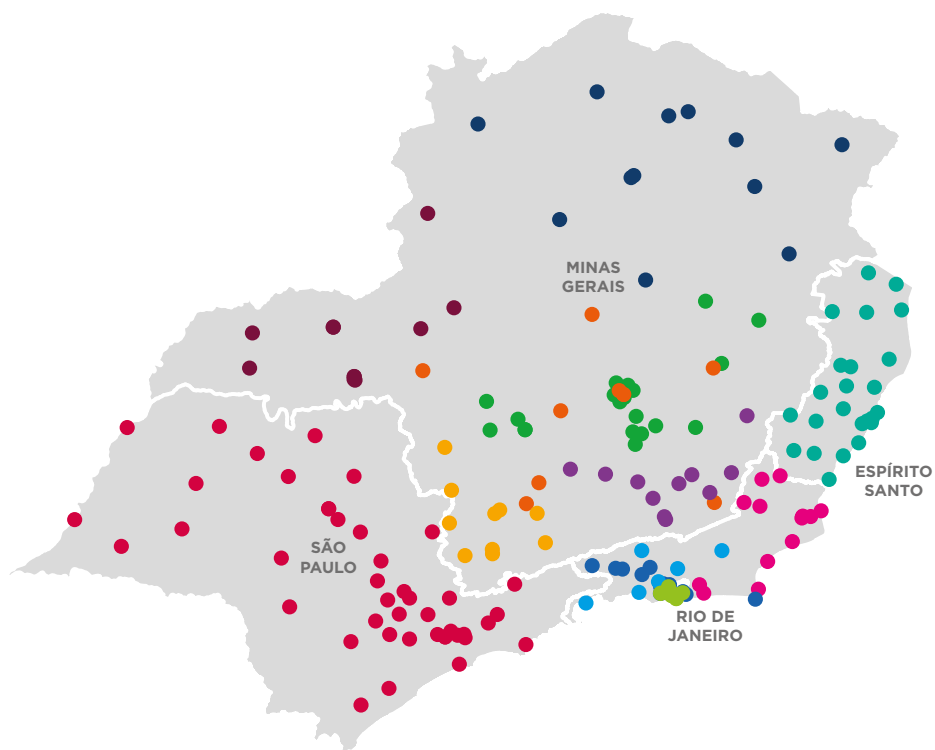 MINAS
GERAIS
ESPÍRITO
SANTO
SÃO
PAULO
RIO DE
JANEIRO